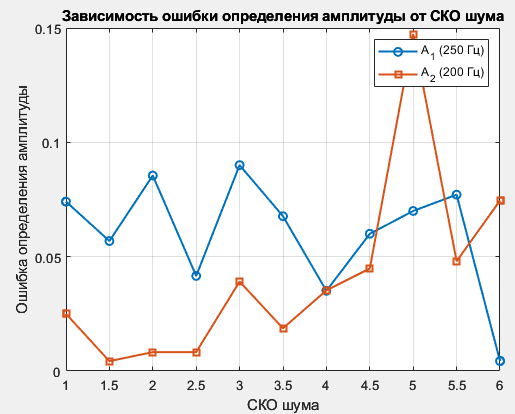 Зависимость ошибки определения амплитуды от СКО шума
0.15
0.1
0.05
0
Ошибка определения амплитуды
A1 (250 Гц)
A2 (200 Гц)
1 1.5 2 2.5 3 3.5 4 4.5 5 5.5 6
СКО шума